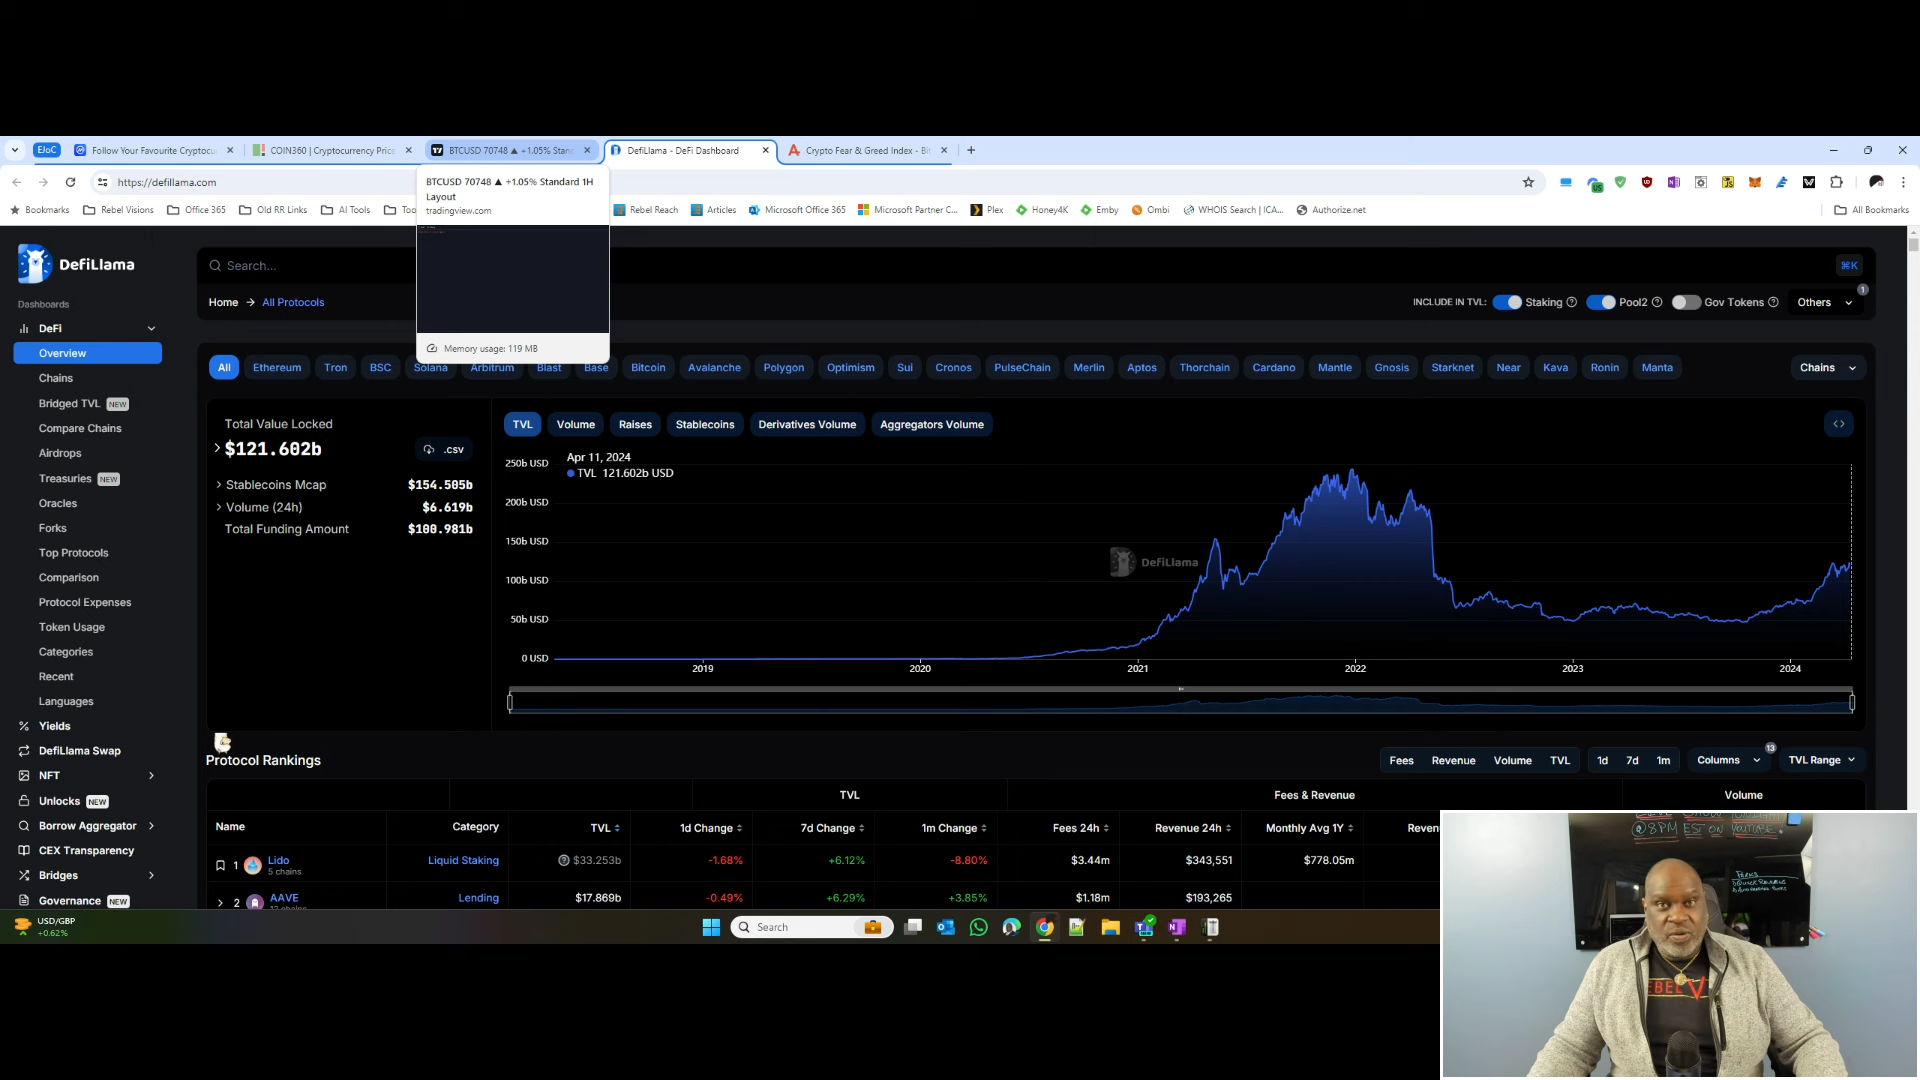 EJoC
Follow Your Favourite Cryptocu
COIN360 | Cryptocurrency Price
BTCUSD 70748 ▲ +1.05% Stan
DefiLlama - DeFi Dashboard
Crypto Fear & Greed Index - Bit
https://defillama.com
Bookmarks
Rebel Visions
Office 365
Old RR Links
AI Tools
Too
Rebel Reach
Articles
Microsoft Office 365
Microsoft Partner C...
Plex
Honey4K
Emby
Ombi
WHOIS Search | ICA...
Authorize.net
All Bookmarks
BTCUSD 70748 ▲ +1.05% Standard 1H
Layout
tradingview.com
Memory usage: 119 MB
DefiLlama
Dashboards
DeFi
Overview
Chains
Bridged TVL NEW
Compare Chains
Airdrops
Treasuries NEW
Oracles
Forks
Top Protocols
Comparison
Protocol Expenses
Token Usage
Categories
Recent
Languages
Yields
DefiLlama Swap
NFT
Unlocks NEW
Borrow Aggregator
CEX Transparency
Bridges
Governance NEW
Search...
⌘K
Home → All Protocols
INCLUDE IN TVL: Staking Pool2 Gov Tokens Others 1
All Ethereum Tron BSC Solana Arbitrum Blast Base Bitcoin Avalanche Polygon Optimism Sui Cronos PulseChain Merlin Aptos Thorchain Cardano Mantle Gnosis Starknet Near Kava Ronin Manta Chains
Total Value Locked
$121.602b
.csv
Stablecoins Mcap $154.505b
Volume (24h) $6.619b
Total Funding Amount $100.981b
TVL Volume Raises Stablecoins Derivatives Volume Aggregators Volume
Apr 11, 2024
TVL 121.602b USD
250b USD
200b USD
150b USD
100b USD
50b USD
0 USD
2019 2020 2021 2022 2023 2024
DefiLlama
Protocol Rankings
Fees Revenue Volume TVL 1d 7d 1m Columns 13 TVL Range
TVL Fees & Revenue Volume
Name Category TVL 1d Change 7d Change 1m Change Fees 24h Revenue 24h Monthly Avg 1Y Reven
1 Lido Liquid Staking $33.253b -1.68% +6.12% -8.80% $3.44m $343,551 $778.05m
5 chains
2 AAVE Lending $17.869b -0.49% +6.29% +3.85% $1.18m $193,265
USD/GBP
+0.62%
Search
@8PM EST ON YOUTUBE.
EBEL V